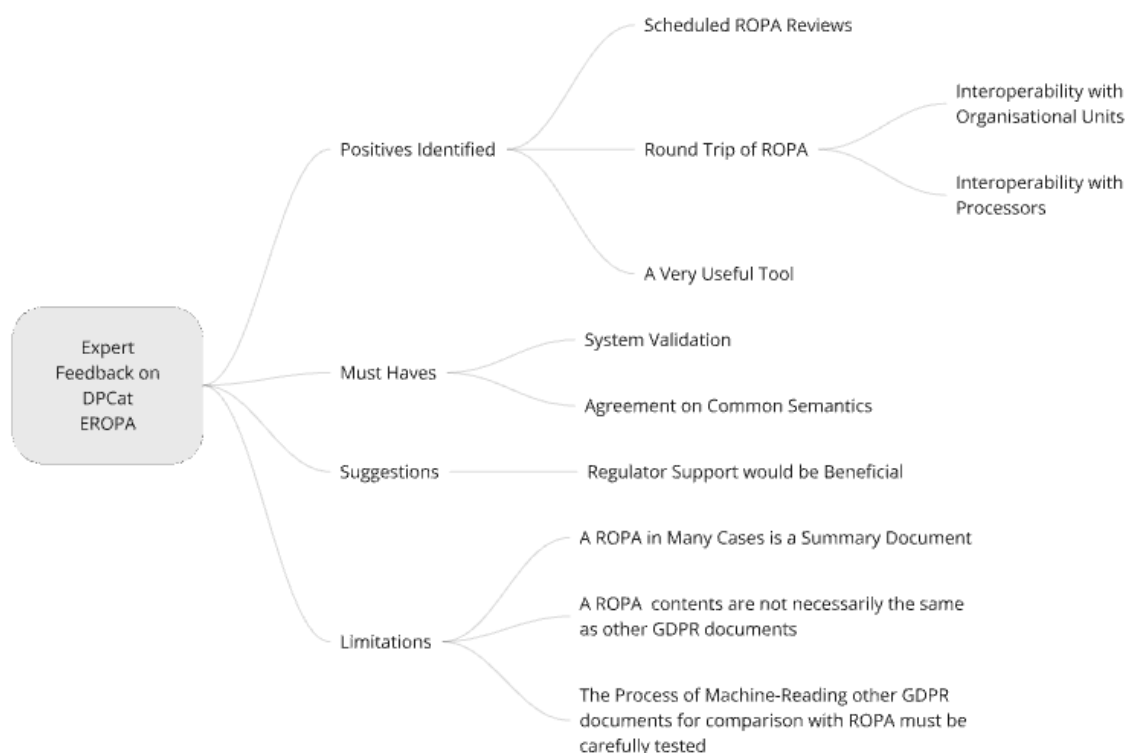 Expert
Feedback on
DPCat
EROPA
Positives Identified
Scheduled ROPA Reviews
Round Trip of ROPA
Interoperability with
Organisational Units
Interoperability with
Processors
A Very Useful Tool
Must Haves
System Validation
Agreement on Common Semantics
Suggestions
Regulator Support would be Beneficial
Limitations
A ROPA in Many Cases is a Summary Document
A ROPA  contents are not necessarily the same
as other GDPR documents
The Process of Machine-Reading other GDPR
documents for comparison with ROPA must be
carefully tested